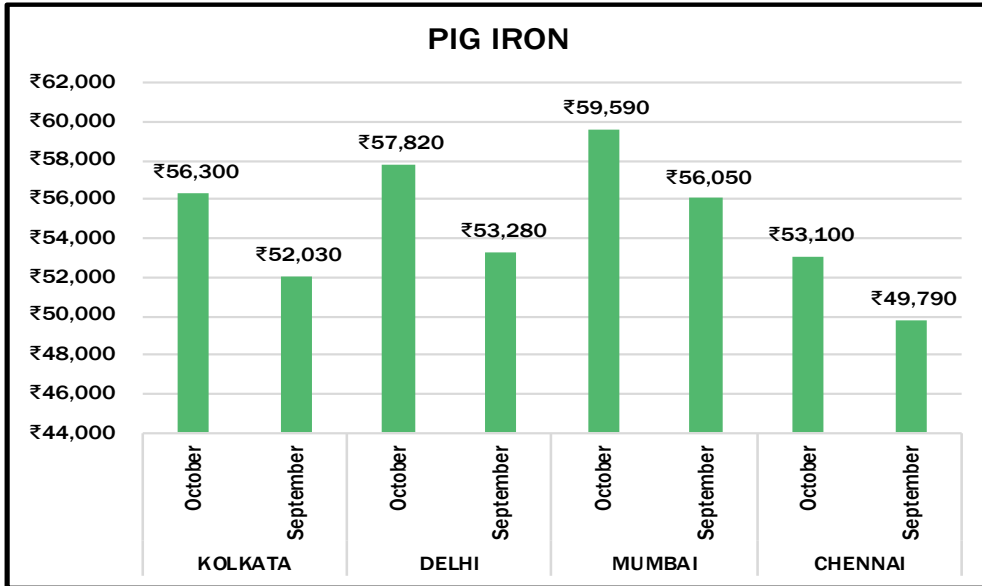 PIG IRON
₹62,000
₹60,000
₹58,000
₹56,000
₹54,000
₹52,000
₹50,000
₹48,000
₹46,000
₹44,000
₹56,300
₹52,030
₹57,820
₹53,280
₹59,590
₹56,050
₹53,100
₹49,790
October
September
October
September
October
September
October
September
KOLKATA
DELHI
MUMBAI
CHENNAI